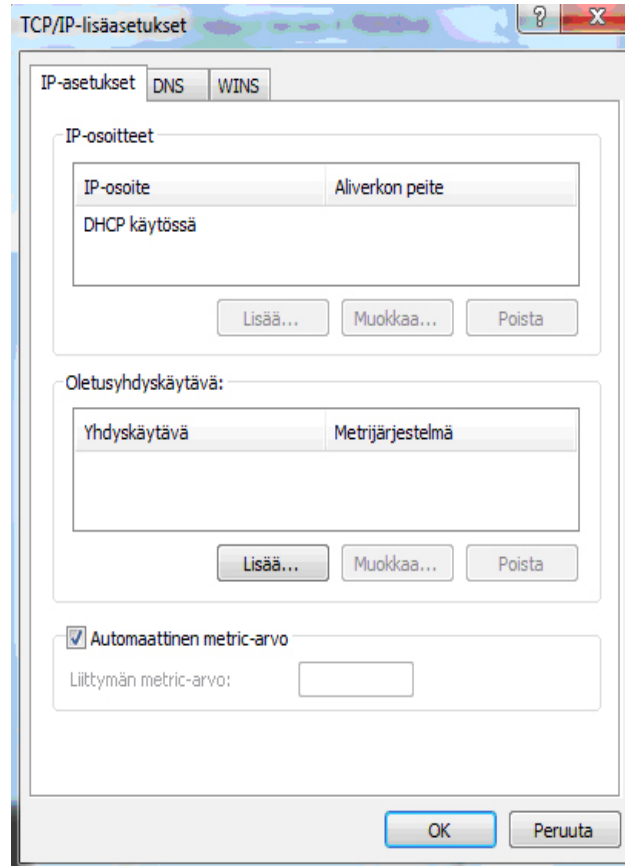 TCP/IP-lisäasetukset
?
X
IP-asetukset DNS WINS
IP-osoitteet
IP-osoite Aliverkon peite
DHCP käytössä
Lisää... Muokkaa... Poista
Oletusyhdyskäytävä:
Yhdyskäytävä Metrijärjestelmä
Lisää... Muokkaa... Poista
Automaattinen metric-arvo
Liittymän metric-arvo:
OK Peruuta